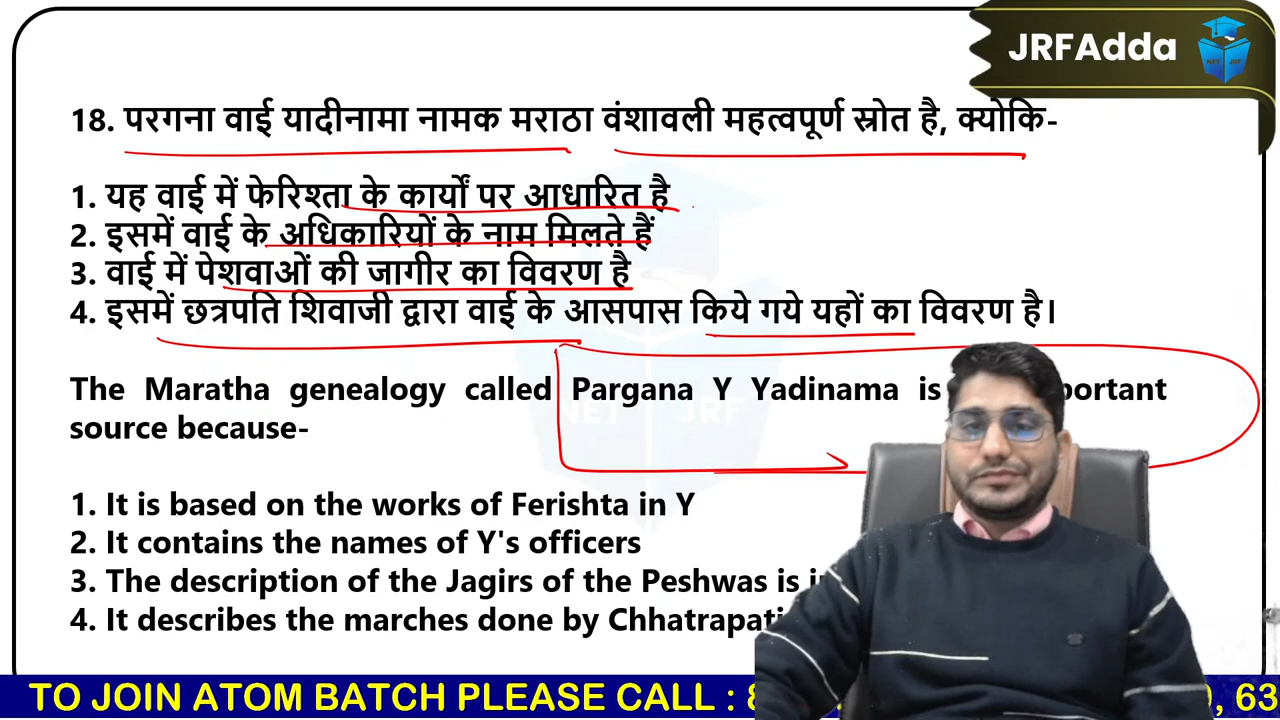 JRFAdda
NET JRF
18. परगना वाई यादीनामा नामक मराठा वंशावली महत्वपूर्ण स्रोत है, क्योकि-
1. यह वाई में फेरिश्ता के कार्यों पर आधारित है
2. इसमें वाई के अधिकारियों के नाम मिलते हैं
3. वाई में पेशवाओं की जागीर का विवरण है
4. इसमें छत्रपति शिवाजी द्वारा वाई के आसपास किये गये यहों का विवरण है।
The Maratha genealogy called Pargana Y Yadinama is
source because-
1. It is based on the works of Ferishta in Y
2. It contains the names of Y's officers
3. The description of the Jagirs of the Peshwas is
4. It describes the marches done by
TO JOIN ATOM BATCH PLEASE CALL :